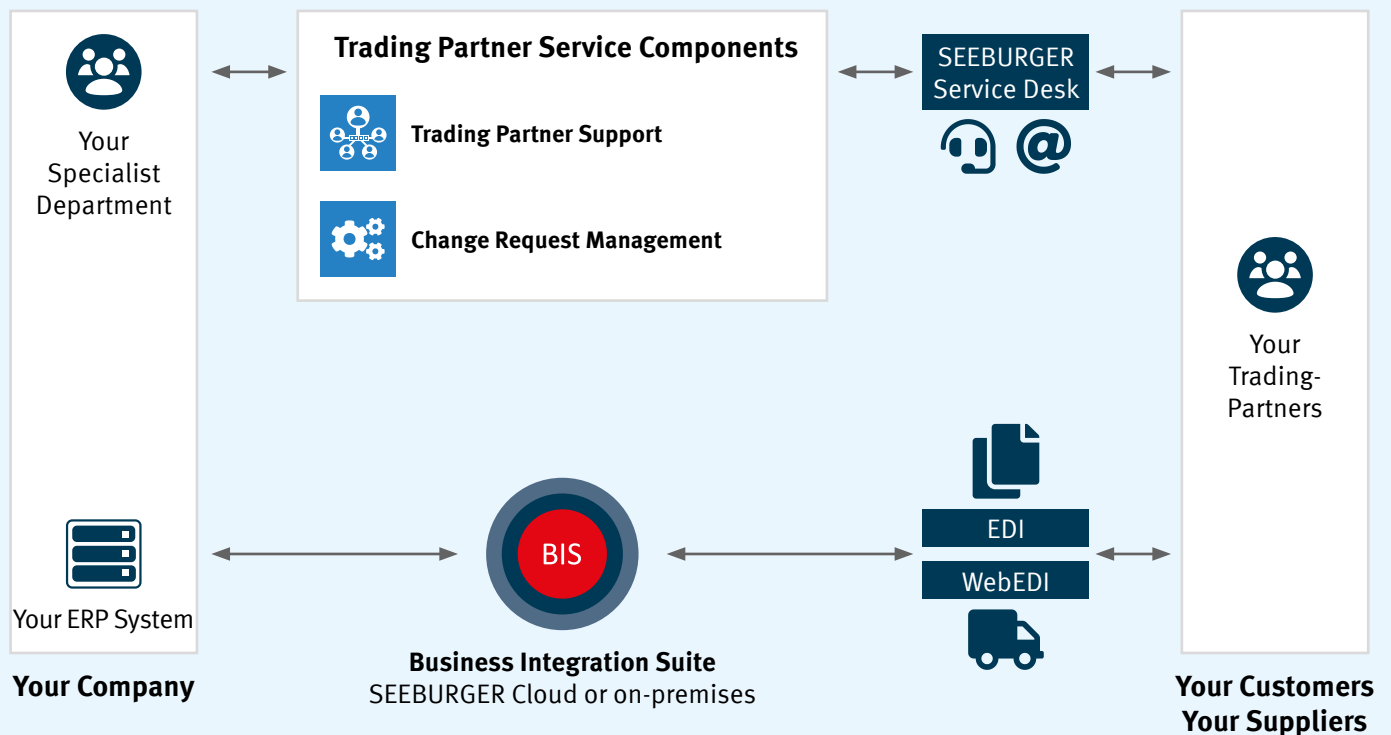 Your
Specialist
Department
Your ERP System
Your Company
Trading Partner Service Components
Trading Partner Support
Change Request Management
SEEBURGER
Service Desk
@
BIS
Business Integration Suite
SEEBURGER Cloud or on-premises
EDI
WebEDI
Your
Trading-
Partners
Your Customers
Your Suppliers